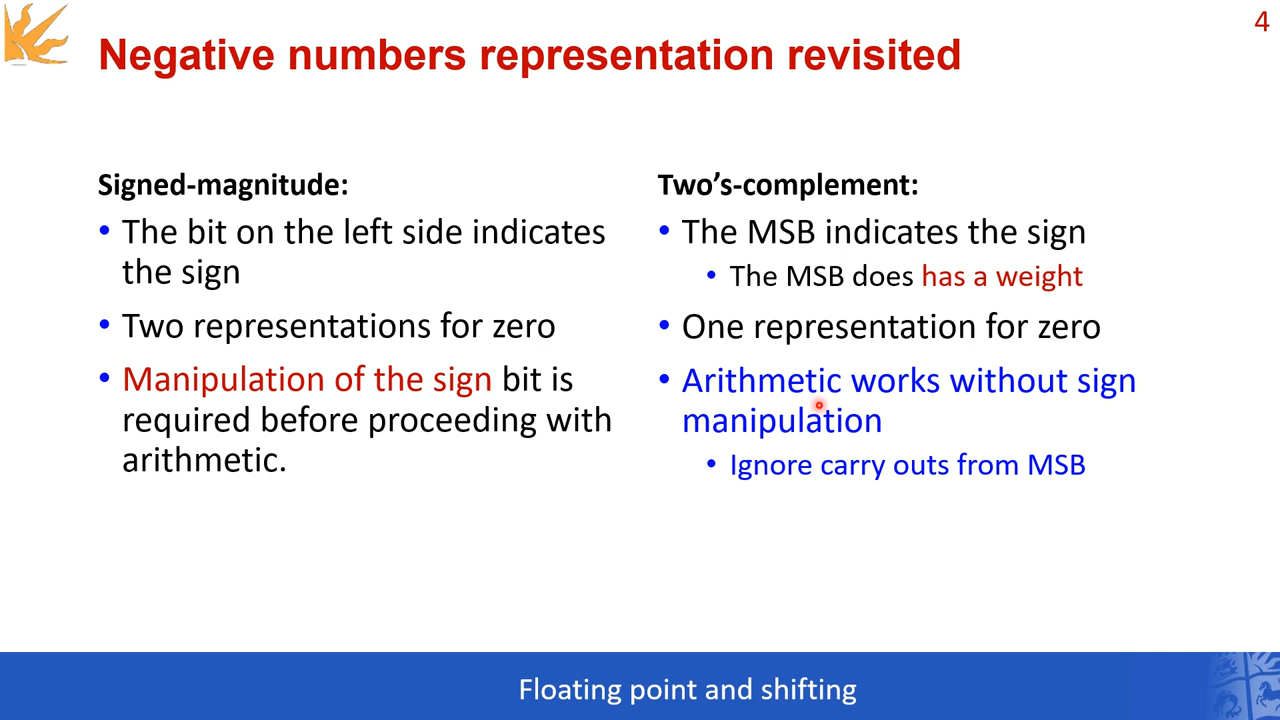 4
Negative numbers representation revisited
Signed-magnitude:
• The bit on the left side indicates
the sign
• Two representations for zero
• Manipulation of the sign bit is
required before proceeding with
arithmetic.
Two’s-complement:
• The MSB indicates the sign
• The MSB does has a weight
• One representation for zero
• Arithmetic works without sign
manipulation
• Ignore carry outs from MSB
Floating point and shifting